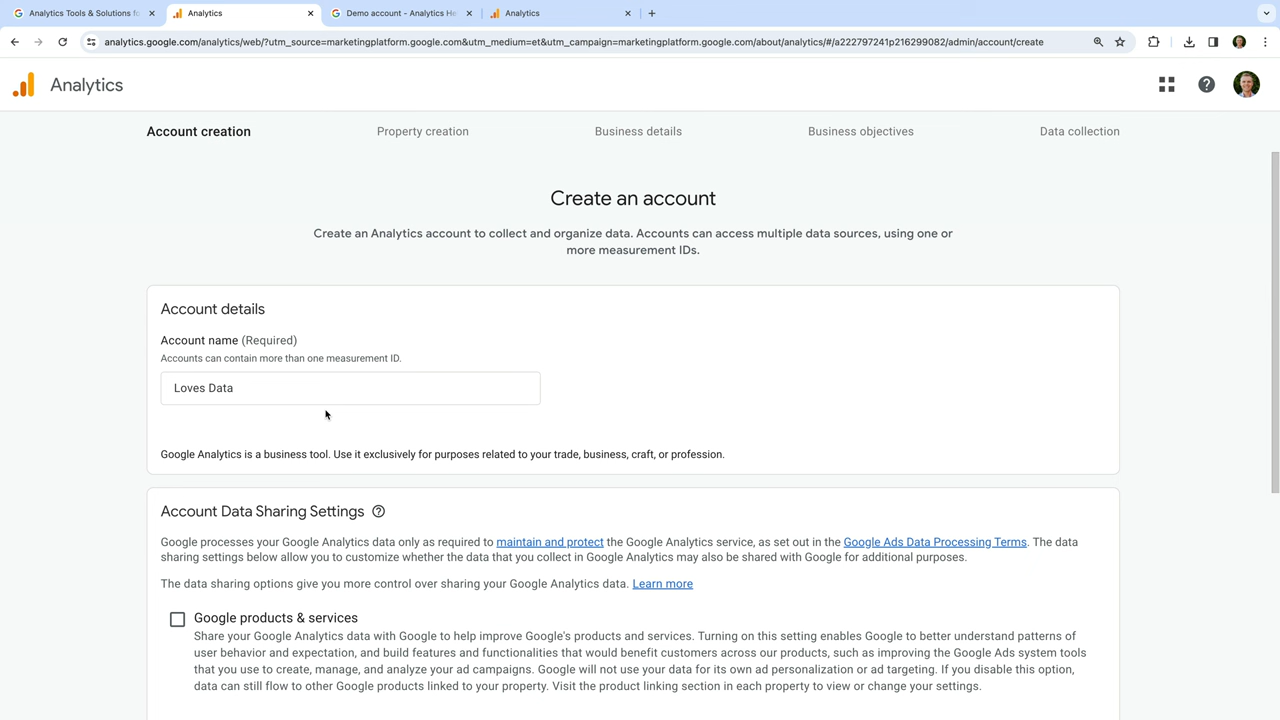 Analytics Tools & Solutions fo
Analytics
Demo account - Analytics He
Analytics
analytics.google.com/analytics/web/?utm_source=marketingplatform.google.com&utm_medium=et&utm_campaign=marketingplatform.google.com/about/analytics/#/a222797241p216299082/admin/account/create
Analytics
Account creation
Property creation
Business details
Business objectives
Data collection
Create an account
Create an Analytics account to collect and organize data. Accounts can access multiple data sources, using one or
more measurement IDs.
Account details
Account name (Required)
Accounts can contain more than one measurement ID.
Loves Data
Google Analytics is a business tool. Use it exclusively for purposes related to your trade, business, craft, or profession.
Account Data Sharing Settings
Google processes your Google Analytics data only as required to maintain and protect the Google Analytics service, as set out in the Google Ads Data Processing Terms. The data
sharing settings below allow you to customize whether the data that you collect in Google Analytics may also be shared with Google for additional purposes.
The data sharing options give you more control over sharing your Google Analytics data. Learn more
Google products & services
Share your Google Analytics data with Google to help improve Google's products and services. Turning on this setting enables Google to better understand patterns of
user behavior and expectation, and build features and functionalities that would benefit customers across our products, such as improving the Google Ads system tools
that you use to create, manage, and analyze your ad campaigns. Google will not use your data for its own ad personalization or ad targeting. If you disable this option,
data can still flow to other Google products linked to your property. Visit the product linking section in each property to view or change your settings.